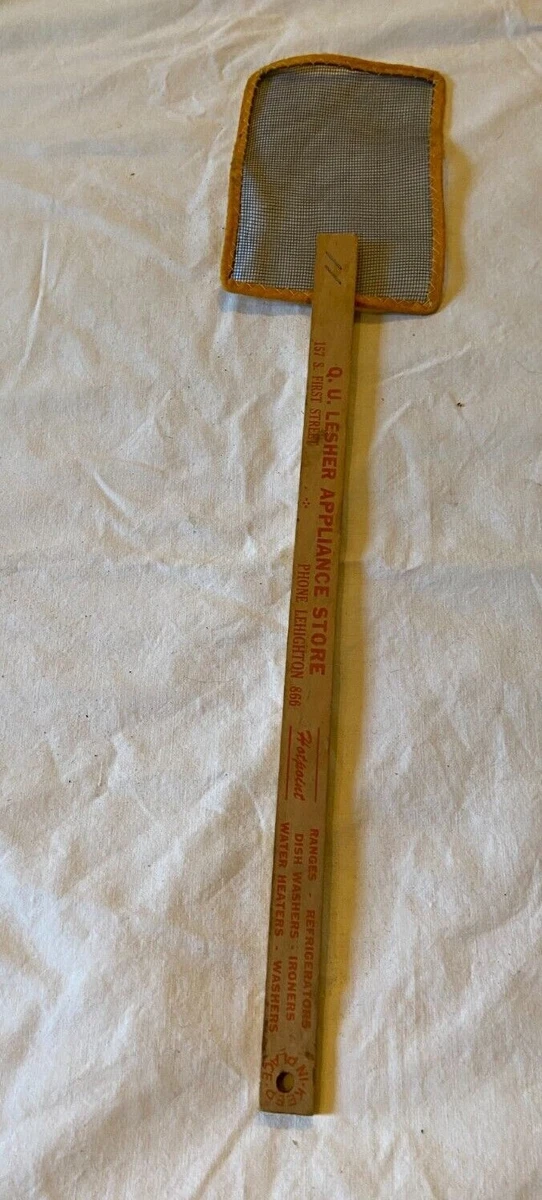 Q. U. LESHER APPLIANCE STORE
157 S. FIRST STREET
PHONE LEHIGHTON 866
Hotpoint
RANGES - REFRIGERATORS
DISH WASHERS - IRONERS
WATER HEATERS - WASHERS